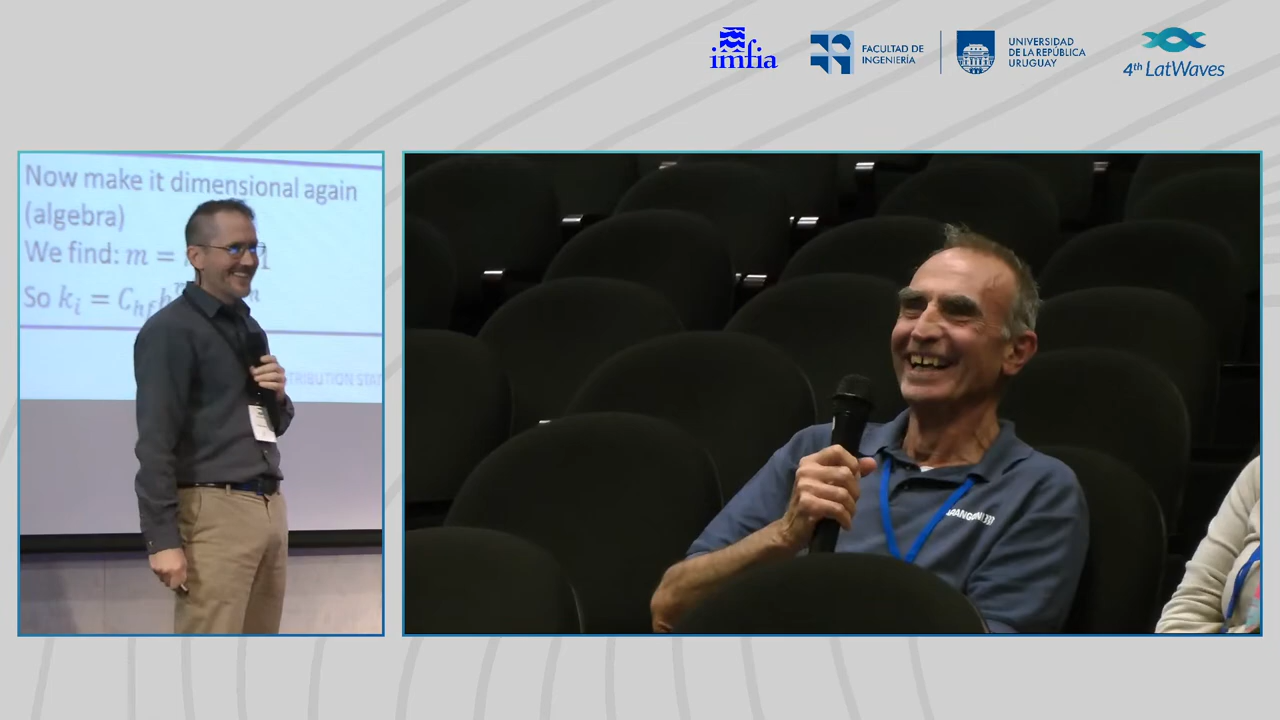 imfia
FACULTAD DE
INGENIERÍA
UNIVERSIDAD
DE LA REPÚBLICA
URUGUAY
4th LatWaves
Now make it dimensional again
(algebra)
We find: m =
So k_i = C_hf h